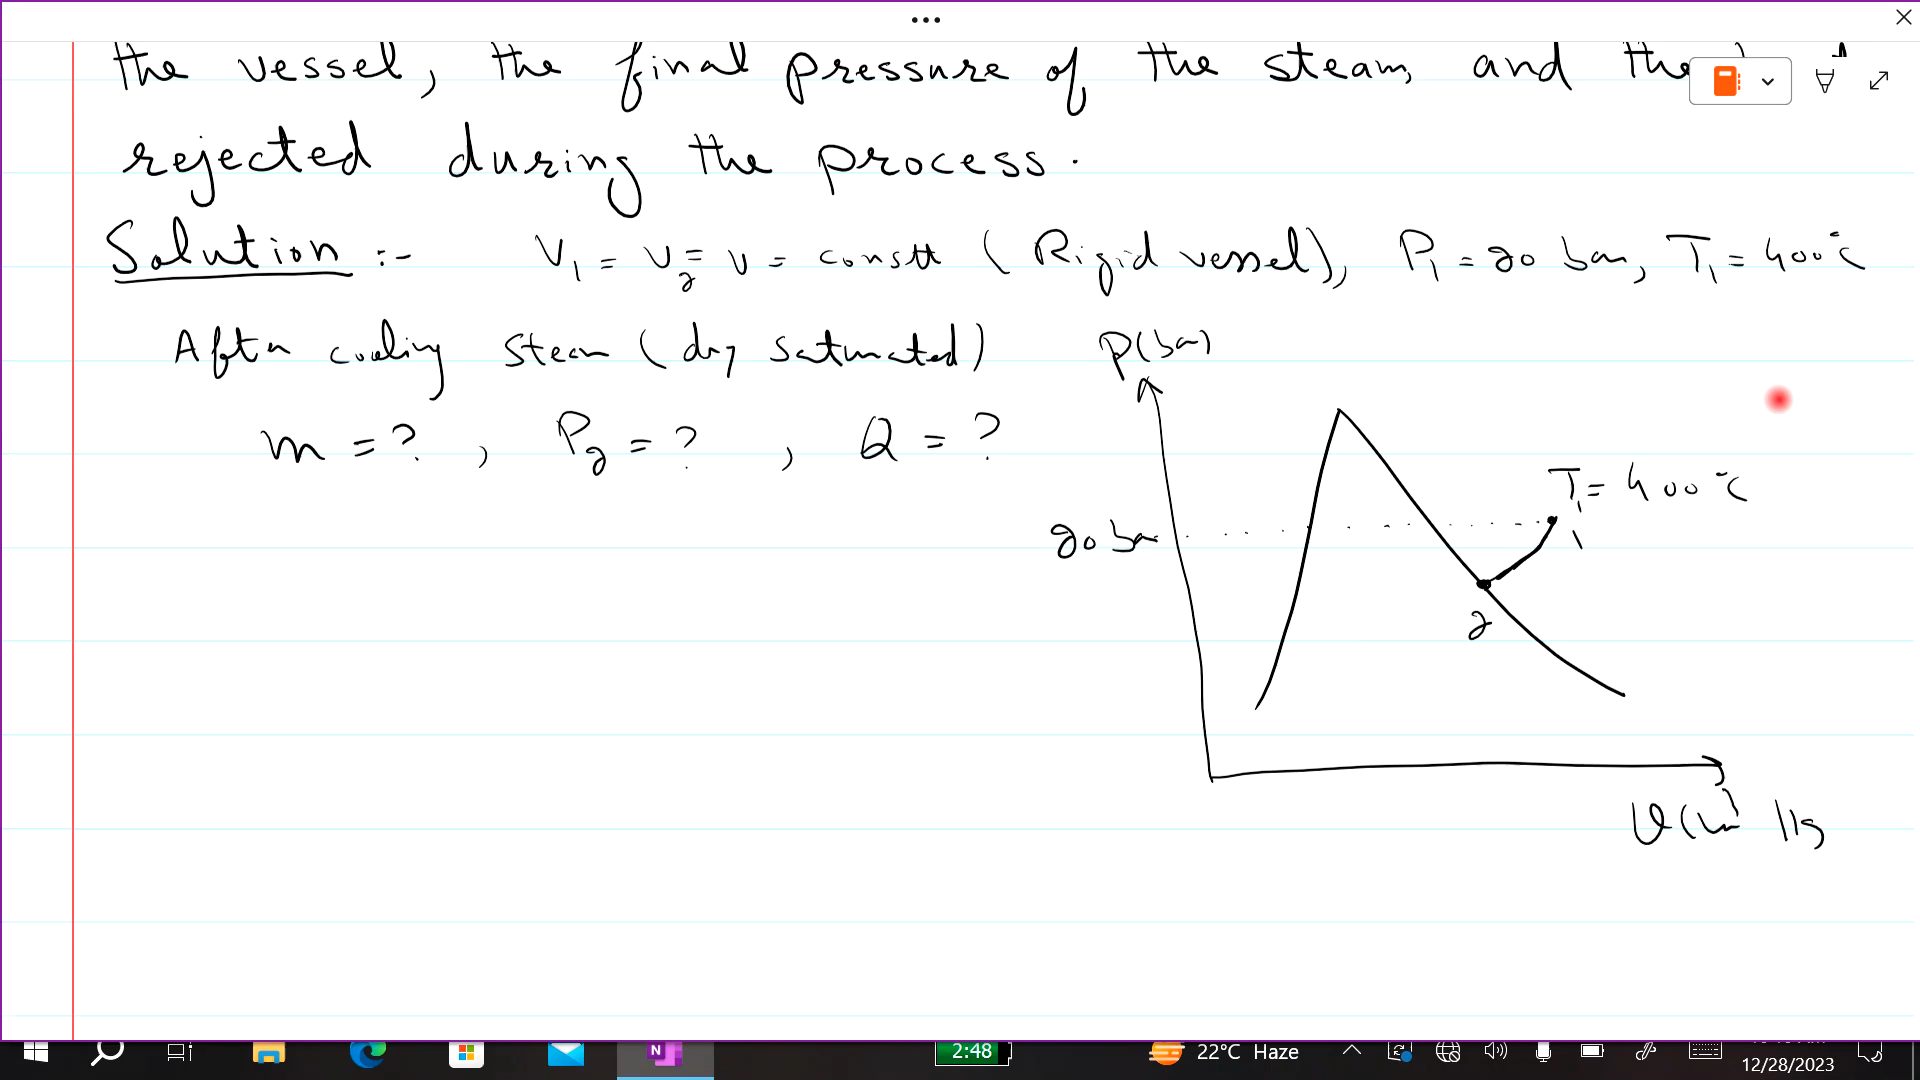 the vessel, the final pressure of the steam, and the
rejected during the process.
Solution :- V₁ = V₂ = V = constt (Rigid vessel), P₁ = 20 bar, T₁ = 400°C
After cooling steam (dry saturated)
m = ? , P₂ = ? , Q = ?
P(bar)
T₁ = 400°C
20 bar
1
2
N
2:48
22°C Haze
12/28/2023